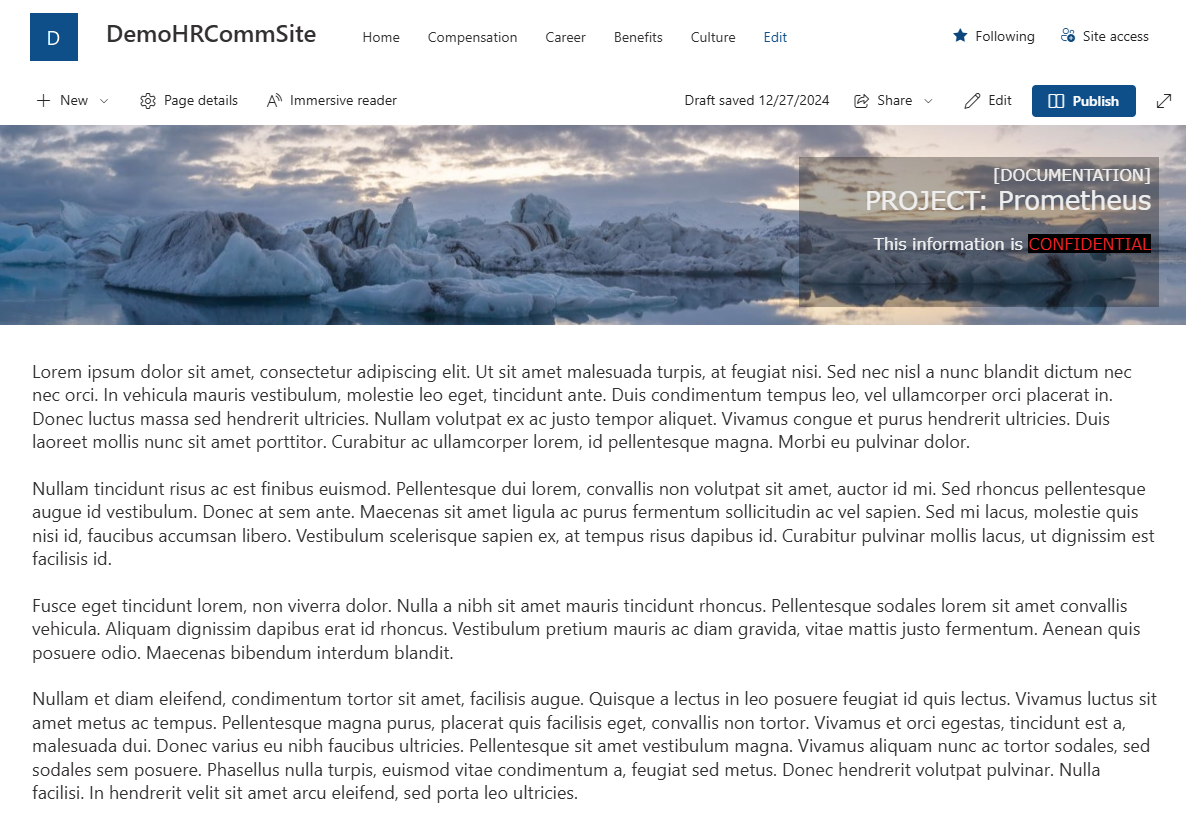 D
DemoHRCommSite
Home Compensation Career Benefits Culture Edit
Following Site access
New Page details Immersive reader
Draft saved 12/27/2024 Share Edit Publish
[DOCUMENTATION]
PROJECT: Prometheus
This information is CONFIDENTIAL
Lorem ipsum dolor sit amet, consectetur adipiscing elit. Ut sit amet malesuada turpis, at feugiat nisi. Sed nec nisl a nunc blandit dictum nec
nec orci. In vehicula mauris vestibulum, molestie leo eget, tincidunt ante. Duis condimentum tempus leo, vel ullamcorper orci placerat in.
Donec luctus massa sed hendrerit ultricies. Nullam volutpat ex ac justo tempor aliquet. Vivamus congue et purus hendrerit ultricies. Duis
laoreet mollis nunc sit amet porttitor. Curabitur ac ullamcorper lorem, id pellentesque magna. Morbi eu pulvinar dolor.
Nullam tincidunt risus ac est finibus euismod. Pellentesque dui lorem, convallis non volutpat sit amet, auctor id mi. Sed rhoncus pellentesque
augue id vestibulum. Donec at sem ante. Maecenas sit amet ligula ac purus fermentum sollicitudin ac vel sapien. Sed mi lacus, molestie quis
nisi id, faucibus accumsan libero. Vestibulum scelerisque sapien ex, at tempus risus dapibus id. Curabitur pulvinar mollis lacus, ut dignissim est
facilisis id.
Fusce eget tincidunt lorem, non viverra dolor. Nulla a nibh sit amet mauris tincidunt rhoncus. Pellentesque sodales lorem sit amet convallis
vehicula. Aliquam dignissim dapibus erat id rhoncus. Vestibulum pretium mauris ac diam gravida, vitae mattis justo fermentum. Aenean quis
posuere odio. Maecenas bibendum interdum blandit.
Nullam et diam eleifend, condimentum tortor sit amet, facilisis augue. Quisque a lectus in leo posuere feugiat id quis lectus. Vivamus luctus sit
amet metus ac tempus. Pellentesque magna purus, placerat quis facilisis eget, convallis non tortor. Vivamus et orci egestas, tincidunt est a,
malesuada dui. Donec varius eu nibh faucibus ultricies. Pellentesque sit amet vestibulum magna. Vivamus aliquam nunc ac tortor sodales, sed
sodales sem posuere. Phasellus nulla turpis, euismod vitae condimentum a, feugiat sed metus. Donec hendrerit volutpat pulvinar. Nulla
facilisi. In hendrerit velit sit amet arcu eleifend, sed porta leo ultricies.